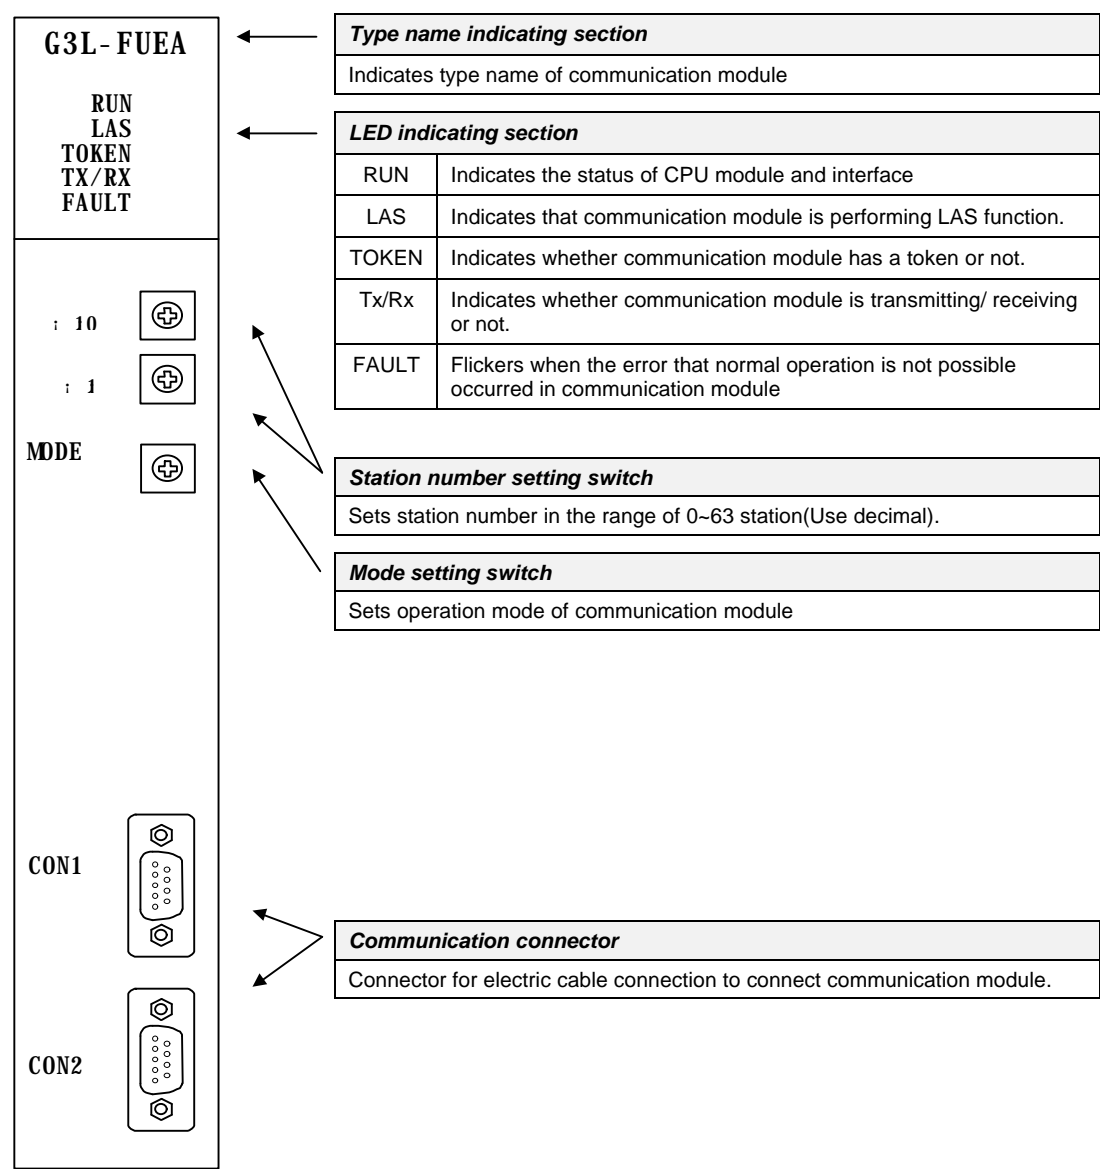 G3L-FUEA
RUN
LAS
TOKEN
TX/RX
FAULT
¡ 10
¡ 1
MODE
CON1
CON2
Type name indicating section
Indicates type name of communication module
LED indicating section
RUN Indicates the status of CPU module and interface
LAS Indicates that communication module is performing LAS function.
TOKEN Indicates whether communication module has a token or not.
Tx/Rx Indicates whether communication module is transmitting/ receiving
or not.
FAULT Flickers when the error that normal operation is not possible
occurred in communication module
Station number setting switch
Sets station number in the range of 0~63 station(Use decimal).
Mode setting switch
Sets operation mode of communication module
Communication connector
Connector for electric cable connection to connect communication module.